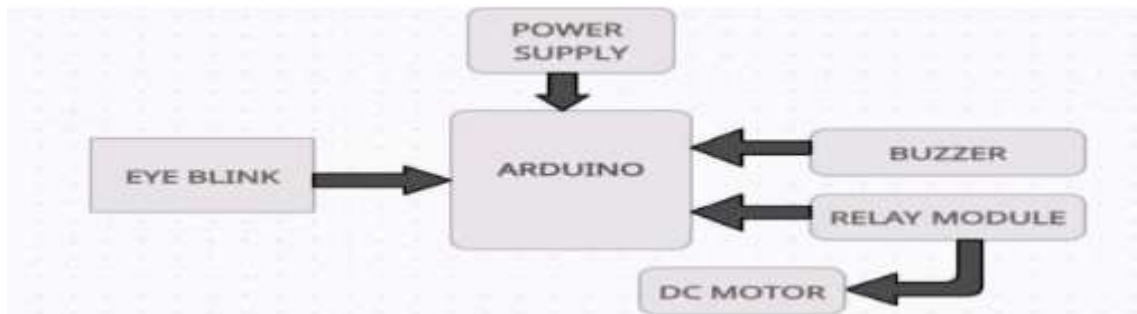 POWER
SUPPLY
EYE BLINK
ARDUINO
BUZZER
RELAY MODULE
DC MOTOR